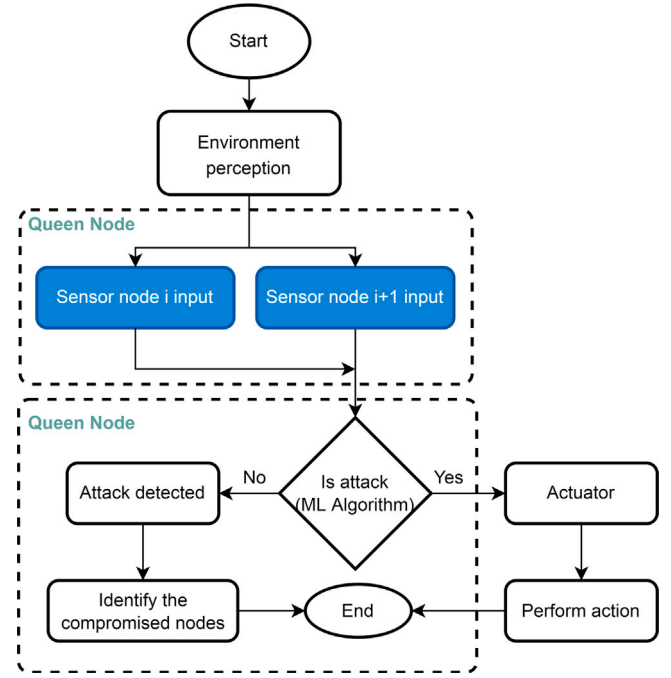 Start
Environment
perception
Queen Node
Sensor node i input
Sensor node i+1 input
Queen Node
Is attack
(ML Algorithm)
No
Yes
Attack detected
Actuator
Identify the
compromised nodes
End
Perform action